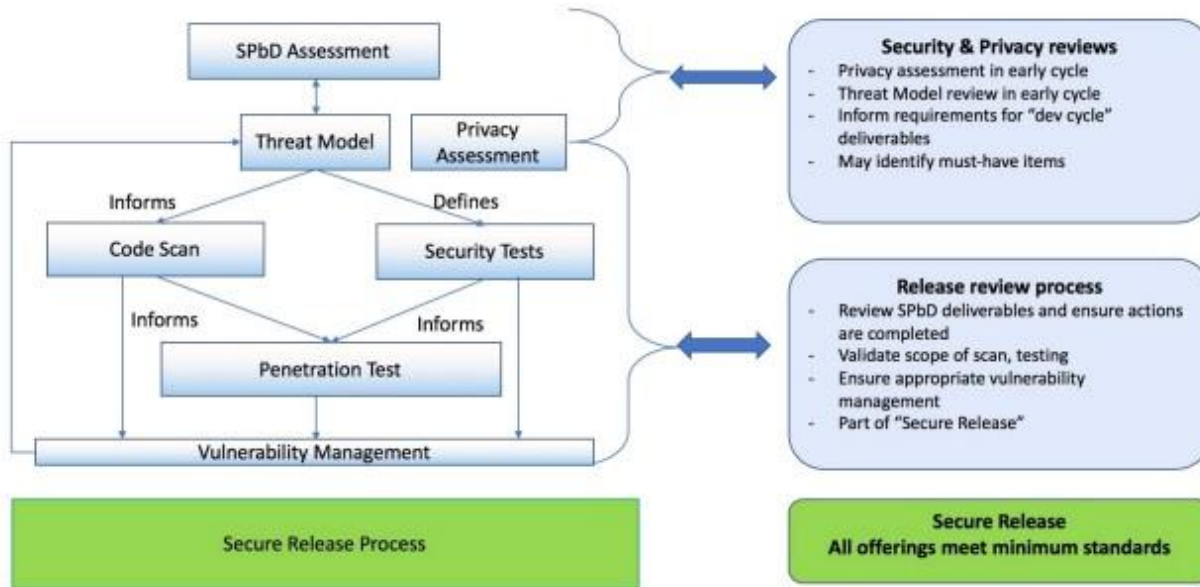 SPbD Assessment
Threat Model
Privacy
Assessment
Informs
Defines
Code Scan
Security Tests
Informs
Informs
Penetration Test
Vulnerability Management
Secure Release Process
Security & Privacy reviews
- Privacy assessment in early cycle
- Threat Model review in early cycle
- Inform requirements for “dev cycle”
deliverables
- May identify must-have items
Release review process
- Review SPbD deliverables and ensure actions
are completed
- Validate scope of scan, testing
- Ensure appropriate vulnerability
management
- Part of “Secure Release”
Secure Release
All offerings meet minimum standards